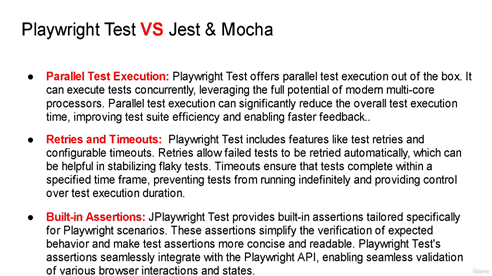 Playwright Test VS Jest & Mocha
● Parallel Test Execution: Playwright Test offers parallel test execution out of the box. It
can execute tests concurrently, leveraging the full potential of modern multi-core
processors. Parallel test execution can significantly reduce the overall test execution
time, improving test suite efficiency and enabling faster feedback..
● Retries and Timeouts: Playwright Test includes features like test retries and
configurable timeouts. Retries allow failed tests to be retried automatically, which can
be helpful in stabilizing flaky tests. Timeouts ensure that tests complete within a
specified time frame, preventing tests from running indefinitely and providing control
over test execution duration.
● Built-in Assertions: JPlaywright Test provides built-in assertions tailored specifically
for Playwright scenarios. These assertions simplify the verification of expected
behavior and make test assertions more concise and readable. Playwright Test's
assertions seamlessly integrate with the Playwright API, enabling seamless validation
of various browser interactions and states.
Udemy